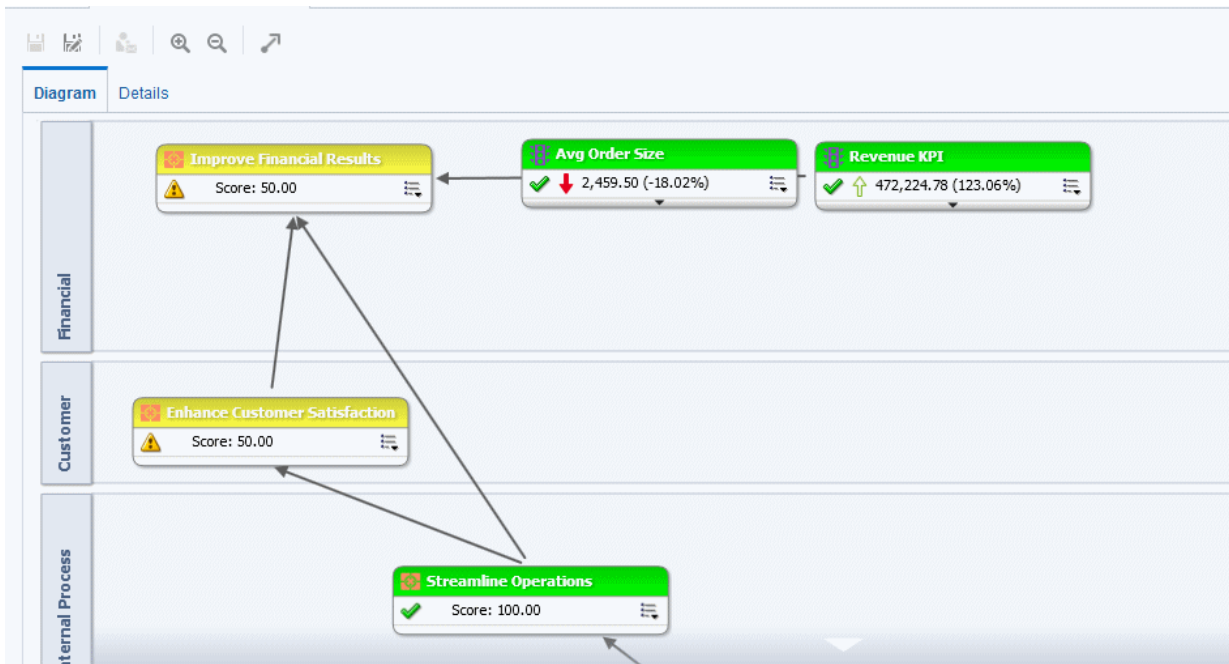 Diagram Details
Financial
Improve Financial Results
Score: 50.00
Avg Order Size
2,459.50 (-18.02%)
Revenue KPI
472,224.78 (123.06%)
Customer
Enhance Customer Satisfaction
Score: 50.00
ternal Process
Streamline Operations
Score: 100.00